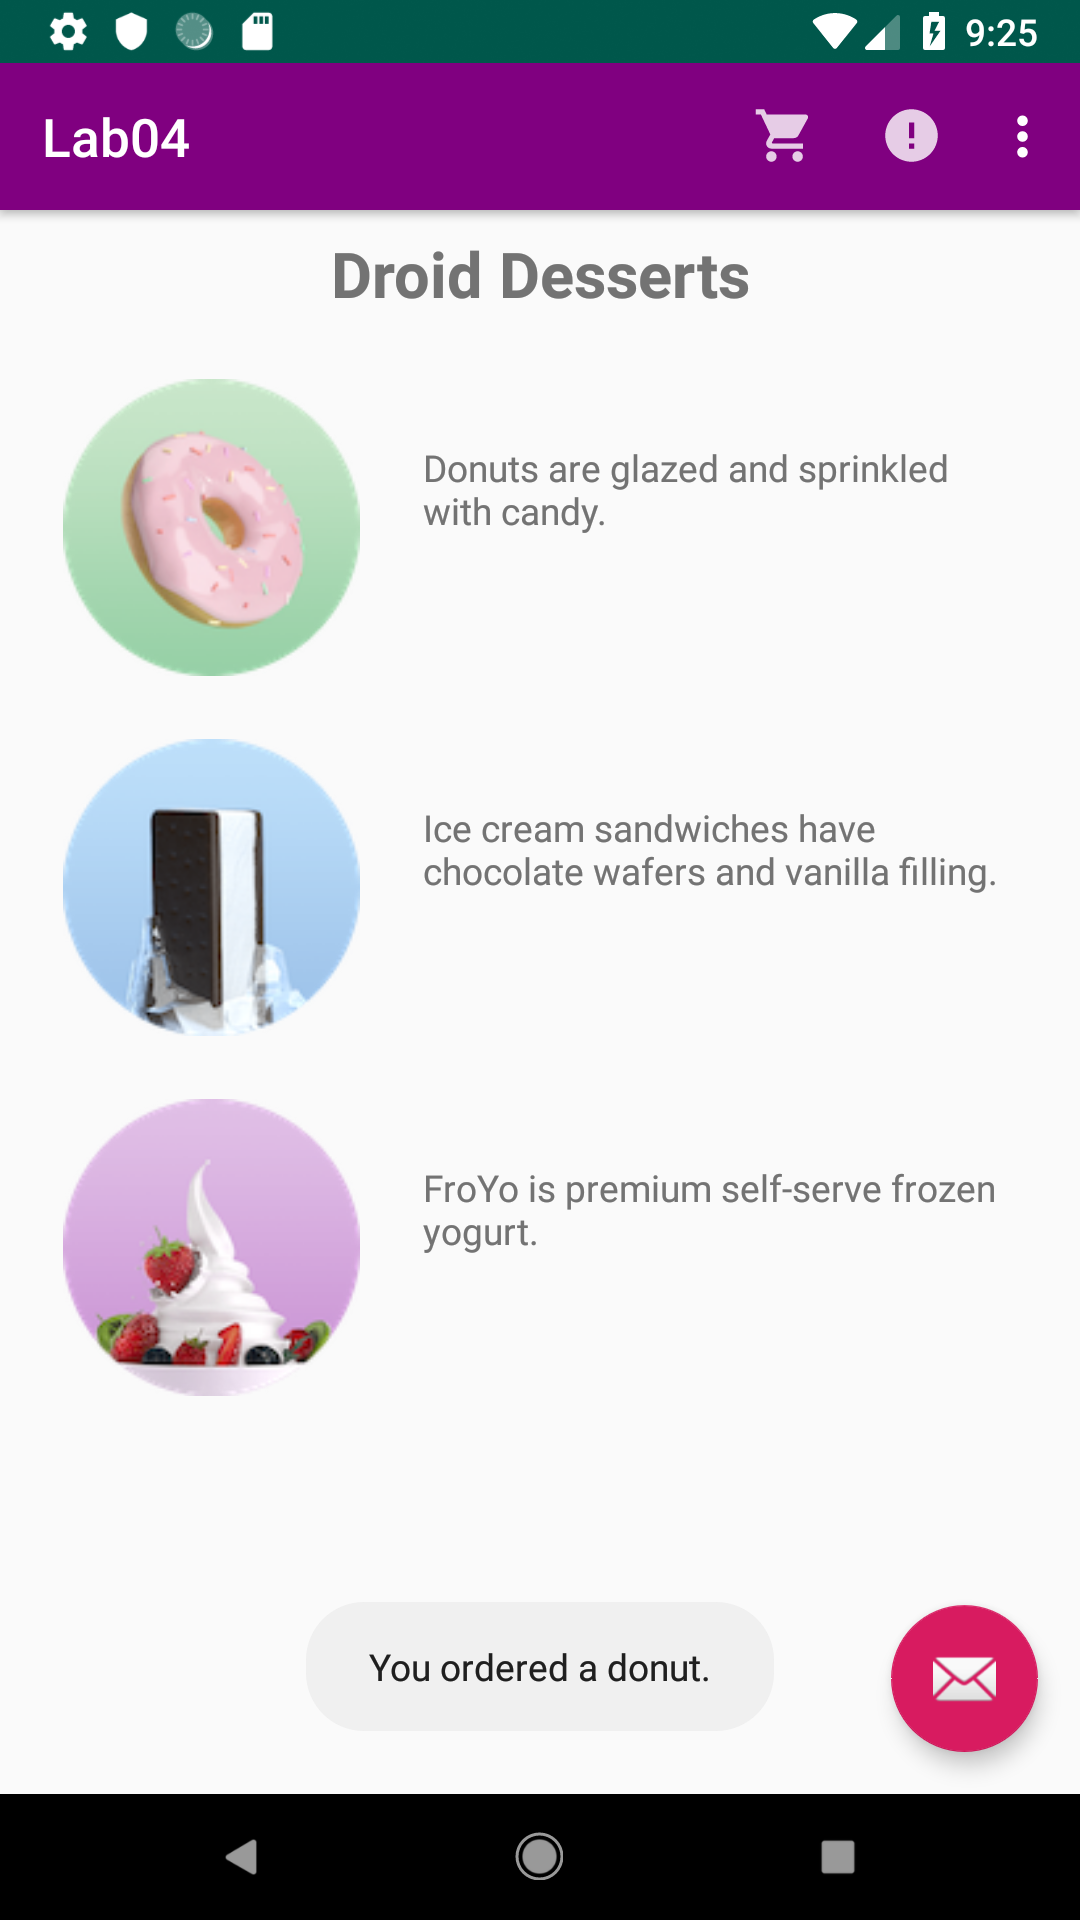 9:25
Lab04
Droid Desserts
Donuts are glazed and sprinkled
with candy.
Ice cream sandwiches have
chocolate wafers and vanilla filling.
FroYo is premium self-serve frozen
yogurt.
You ordered a donut.